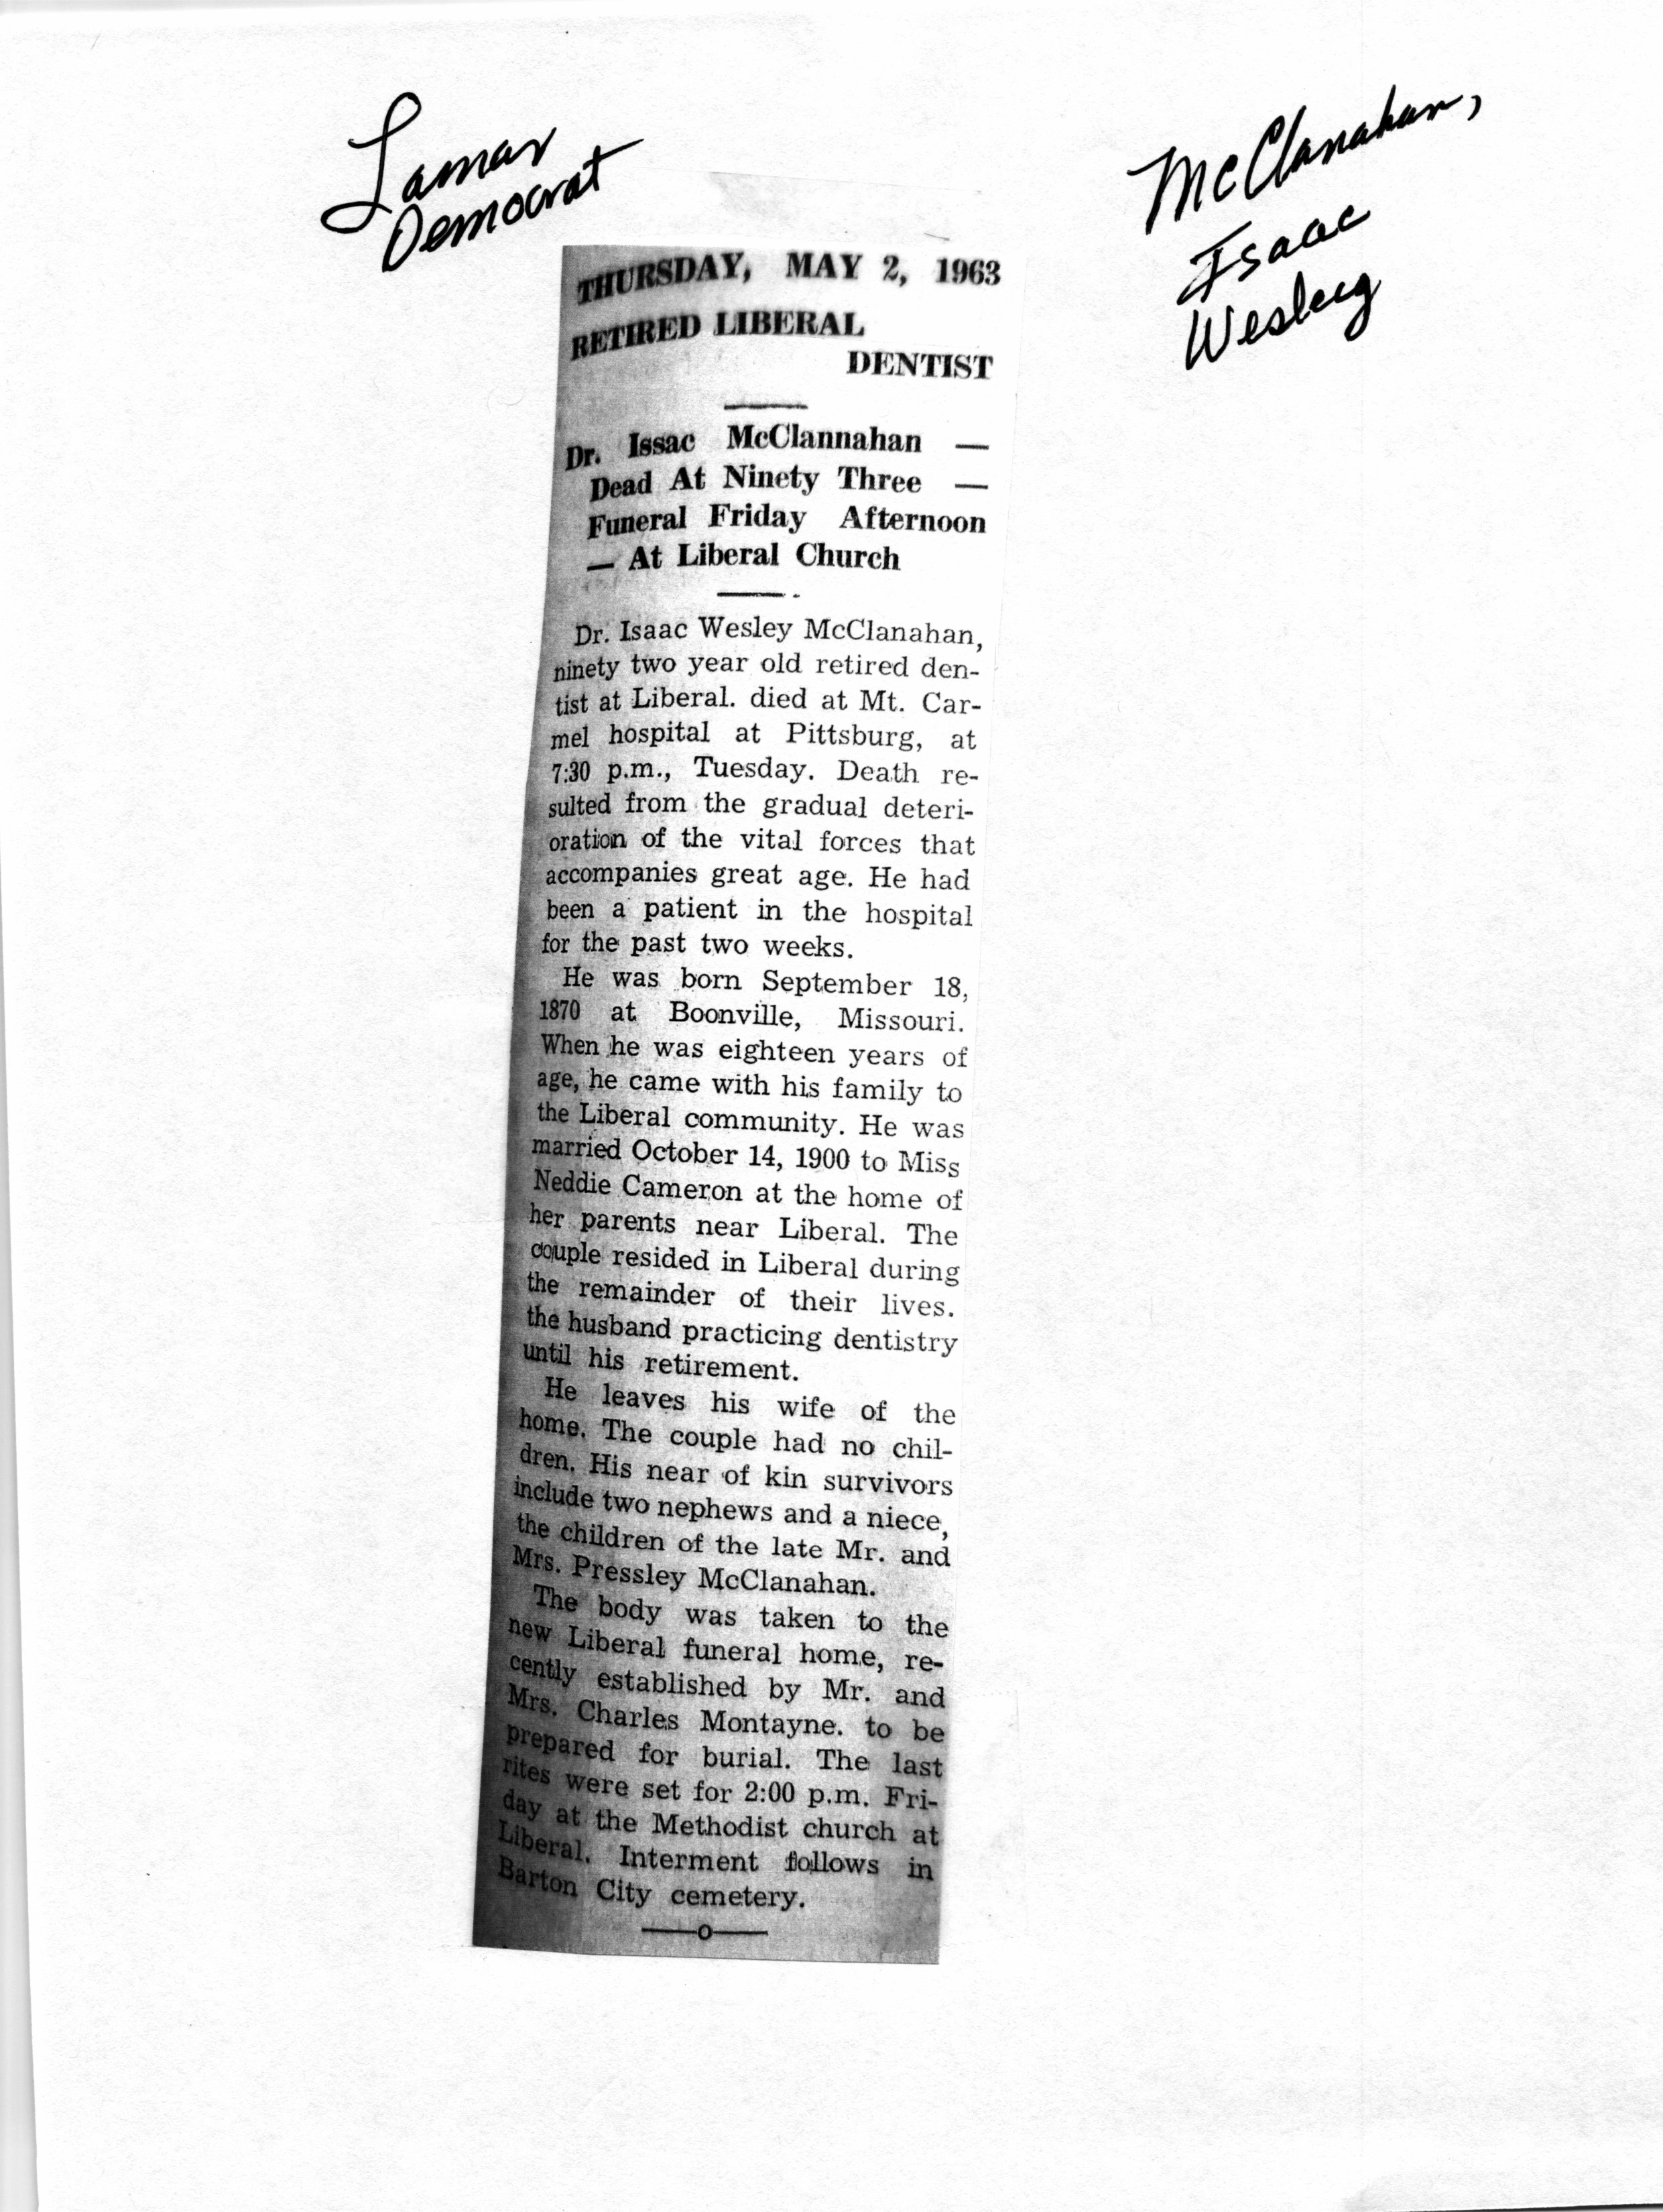 Lamar
Democrat
McClanahan,
Isaac
Wesley
THURSDAY, MAY 2, 1963
RETIRED LIBERAL
DENTIST
Dr. Issac McClannahan —
Dead At Ninety Three —
Funeral Friday Afternoon
— At Liberal Church
Dr. Isaac Wesley McClanahan,
ninety two year old retired den-
tist at Liberal. died at Mt. Car-
mel hospital at Pittsburg, at
7:30 p.m., Tuesday. Death re-
sulted from the gradual deteri-
oration of the vital forces that
accompanies great age. He had
been a patient in the hospital
for the past two weeks.
He was born September 18,
1870 at Boonville, Missouri.
When he was eighteen years of
age, he came with his family to
the Liberal community. He was
married October 14, 1900 to Miss
Neddie Cameron at the home of
her parents near Liberal. The
couple resided in Liberal during
the remainder of their lives.
the husband practicing dentistry
until his retirement.
He leaves his wife of the
home. The couple had no chil-
dren. His near of kin survivors
include two nephews and a niece,
the children of the late Mr. and
Mrs. Pressley McClanahan.
The body was taken to the
new Liberal funeral home, re-
cently established by Mr. and
Mrs. Charles Montayne. to be
prepared for burial. The last
rites were set for 2:00 p.m. Fri-
day at the Methodist church at
Liberal. Interment follows in
Barton City cemetery.
—o—